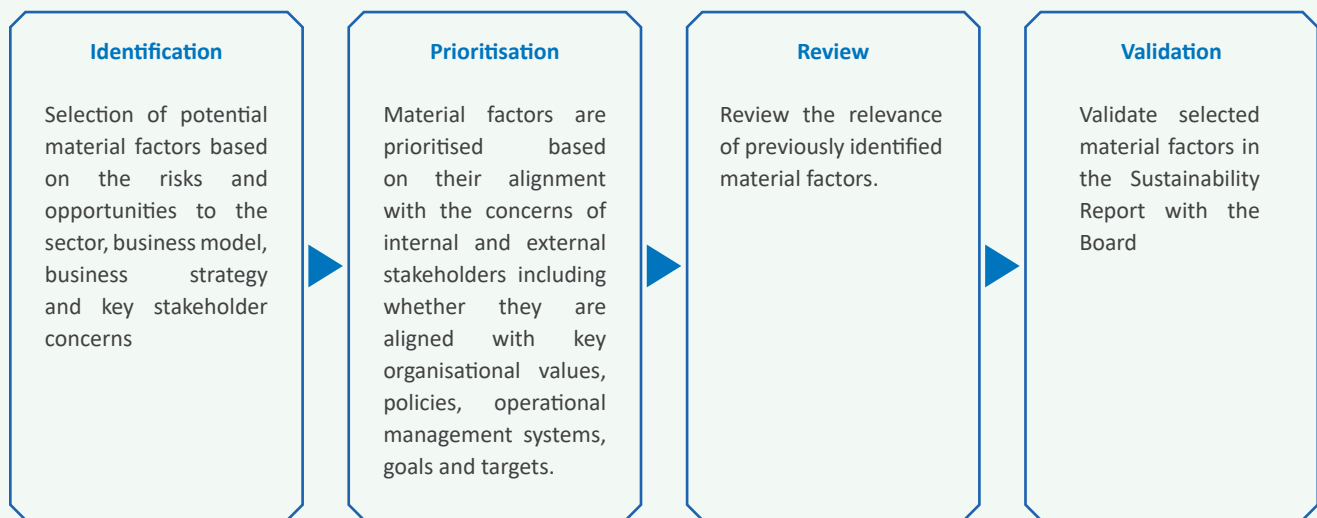 Identification
Selection of potential
material factors based
on the risks and
opportunities to the
sector, business model,
business strategy
and key stakeholder
concerns
Prioritisation
Material factors are
prioritised based
on their alignment
with the concerns of
internal and external
stakeholders including
whether they are
aligned with key
organisational values,
policies, operational
management systems,
goals and targets.
Review
Review the relevance
of previously identified
material factors.
Validation
Validate selected
material factors in
the Sustainability
Report with the
Board